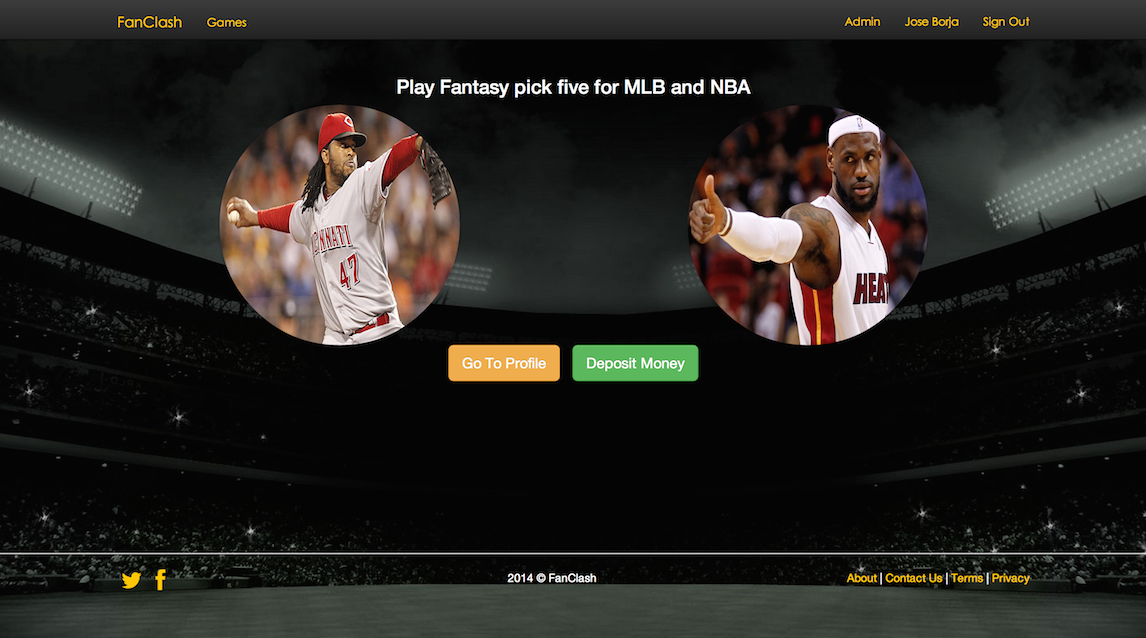 FanClash Games Admin Jose Borja Sign Out
Play Fantasy pick five for MLB and NBA
CINNATI
47
HEAT
Go To Profile Deposit Money
2014 © FanClash About | Contact Us | Terms | Privacy